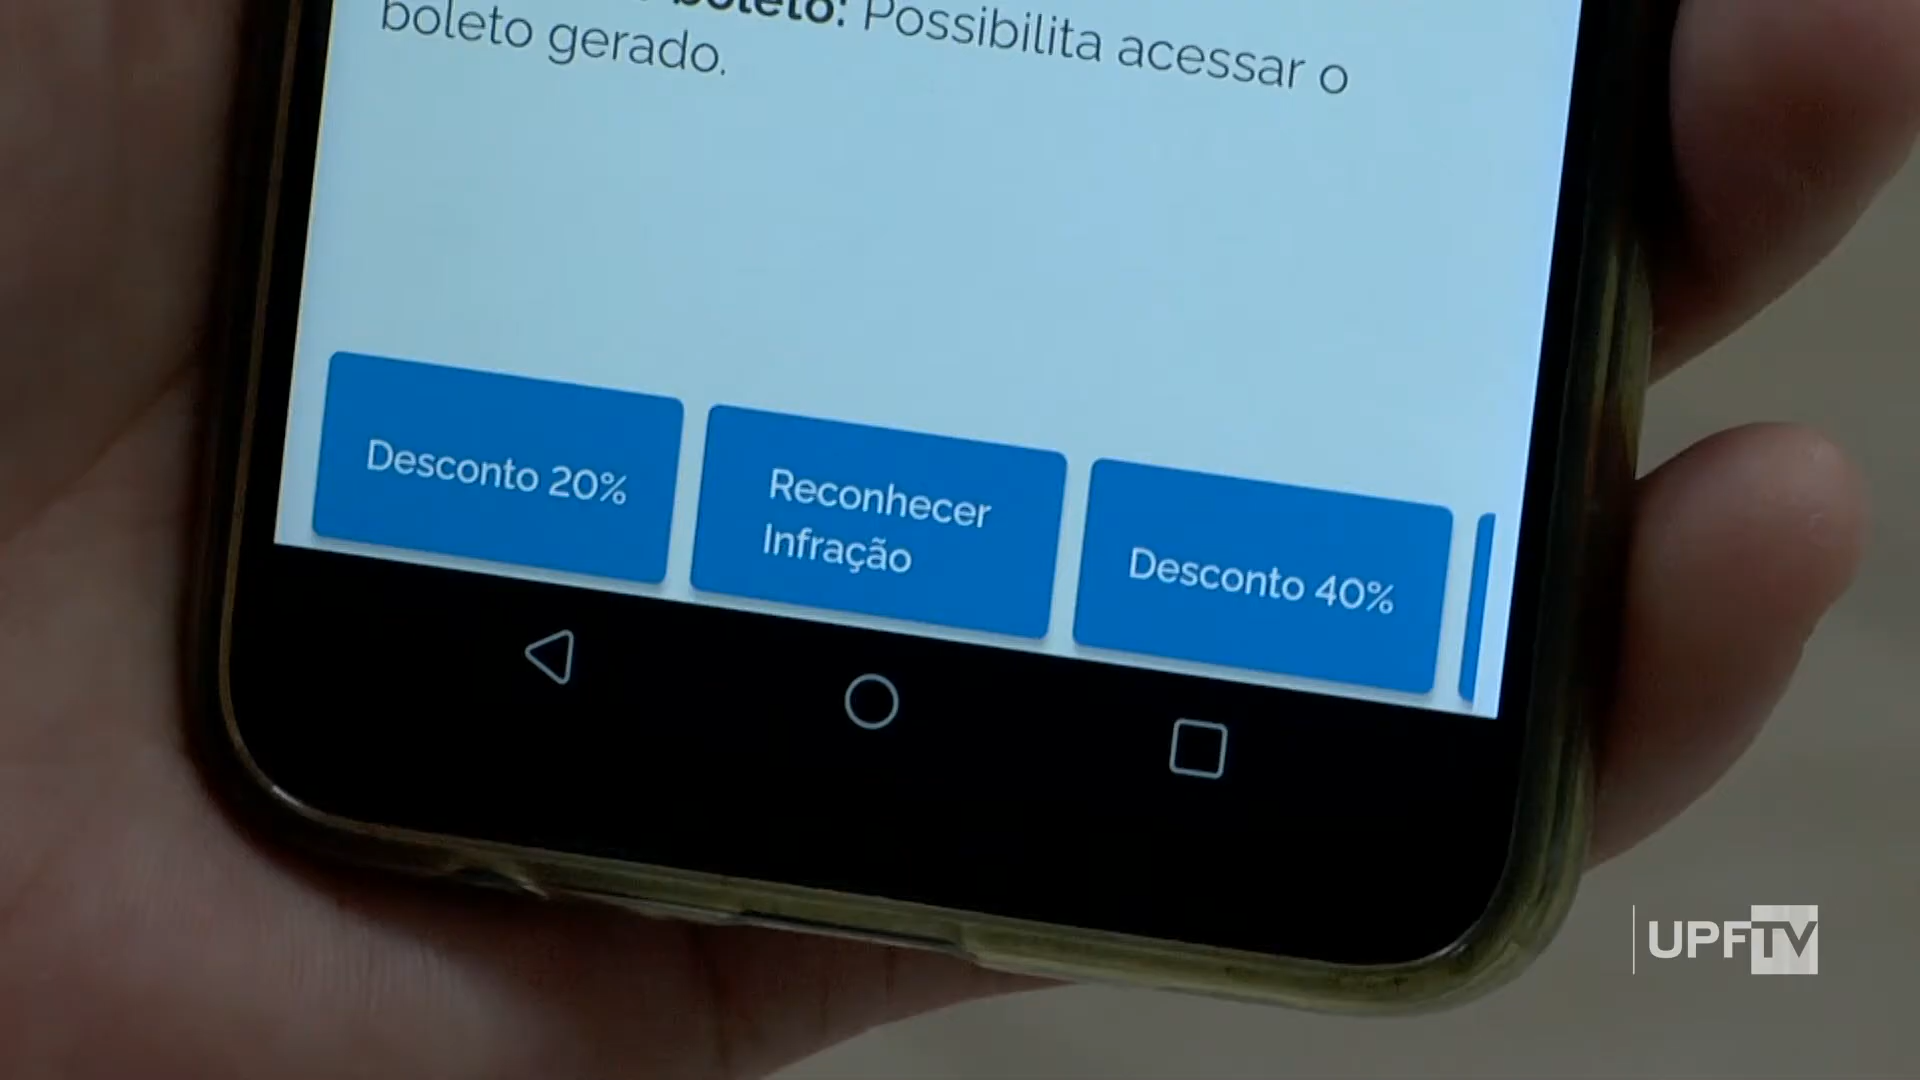 boleto: Possibilita acessar o
boleto gerado.
Desconto 20%
Reconhecer
Infração
Desconto 40%
UPFTV